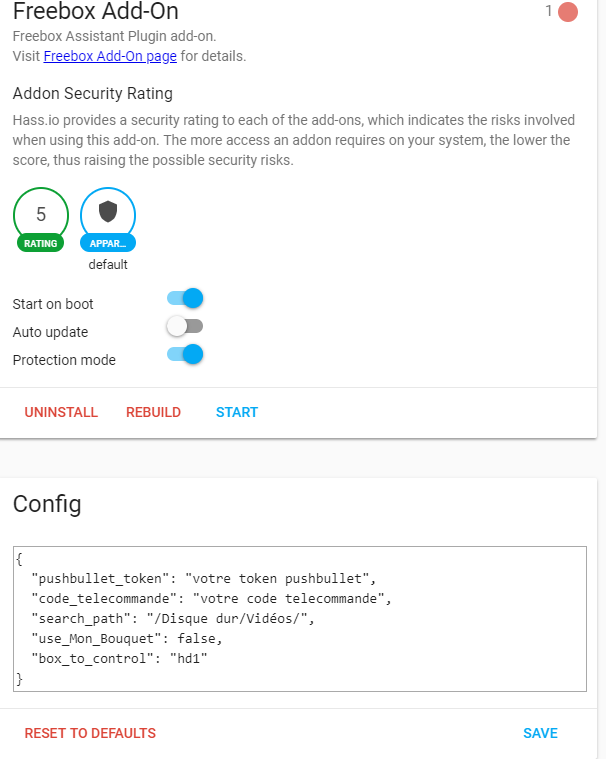 Freebox Add-On
1
Freebox Assistant Plugin add-on.
Visit Freebox Add-On page for details.
Addon Security Rating
Hass.io provides a security rating to each of the add-ons, which indicates the risks involved
when using this add-on. The more access an addon requires on your system, the lower the
score, thus raising the possible security risks.
5
RATING
APPAR...
default
Start on boot
Auto update
Protection mode
UNINSTALL REBUILD START
Config
{
"pushbullet_token": "votre token pushbullet",
"code_telecommande": "votre code telecommande",
"search_path": "/Disque dur/Vidéos/",
"use_Mon_Bouquet": false,
"box_to_control": "hd1"
}
RESET TO DEFAULTS SAVE